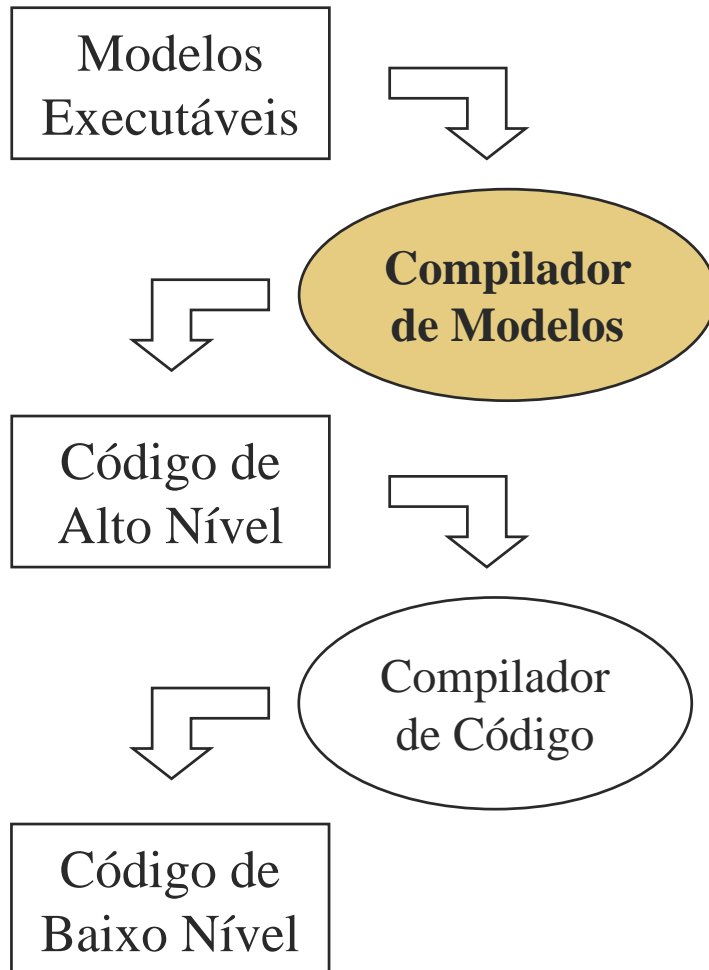 Modelos
Executáveis
Compilador
de Modelos
Código de
Alto Nível
Compilador
de Código
Código de
Baixo Nível